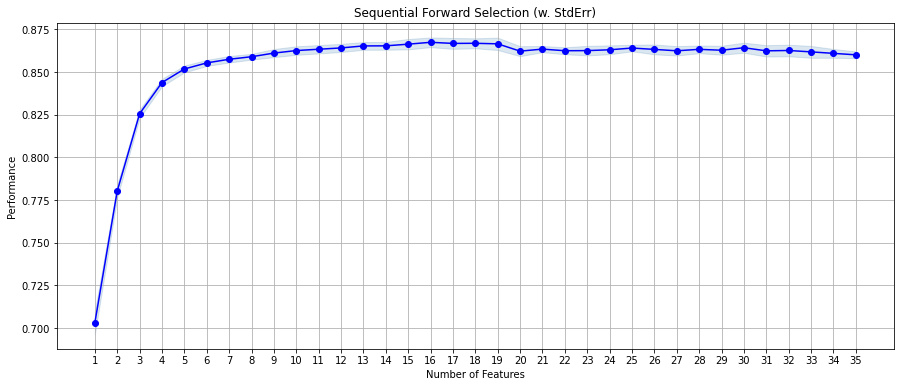 Sequential Forward Selection (w. StdErr)
0.875
0.850
0.825
0.800
0.775
0.750
0.725
0.700
Performance
1 2 3 4 5 6 7 8 9 10 11 12 13 14 15 16 17 18 19 20 21 22 23 24 25 26 27 28 29 30 31 32 33 34 35
Number of Features